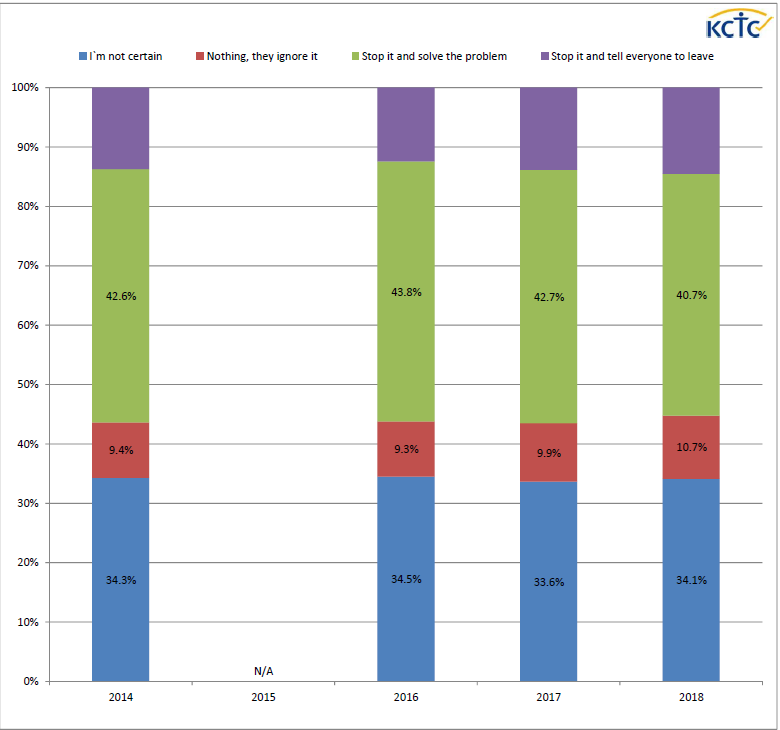 KCTC
I`m not certain Nothing, they ignore it Stop it and solve the problem Stop it and tell everyone to leave
100%
90%
80%
70%
60%
50%
40%
30%
20%
10%
0%
42.6% 43.8% 42.7% 40.7%
9.4% 9.3% 9.9% 10.7%
34.3% 34.5% 33.6% 34.1%
N/A
2014 2015 2016 2017 2018